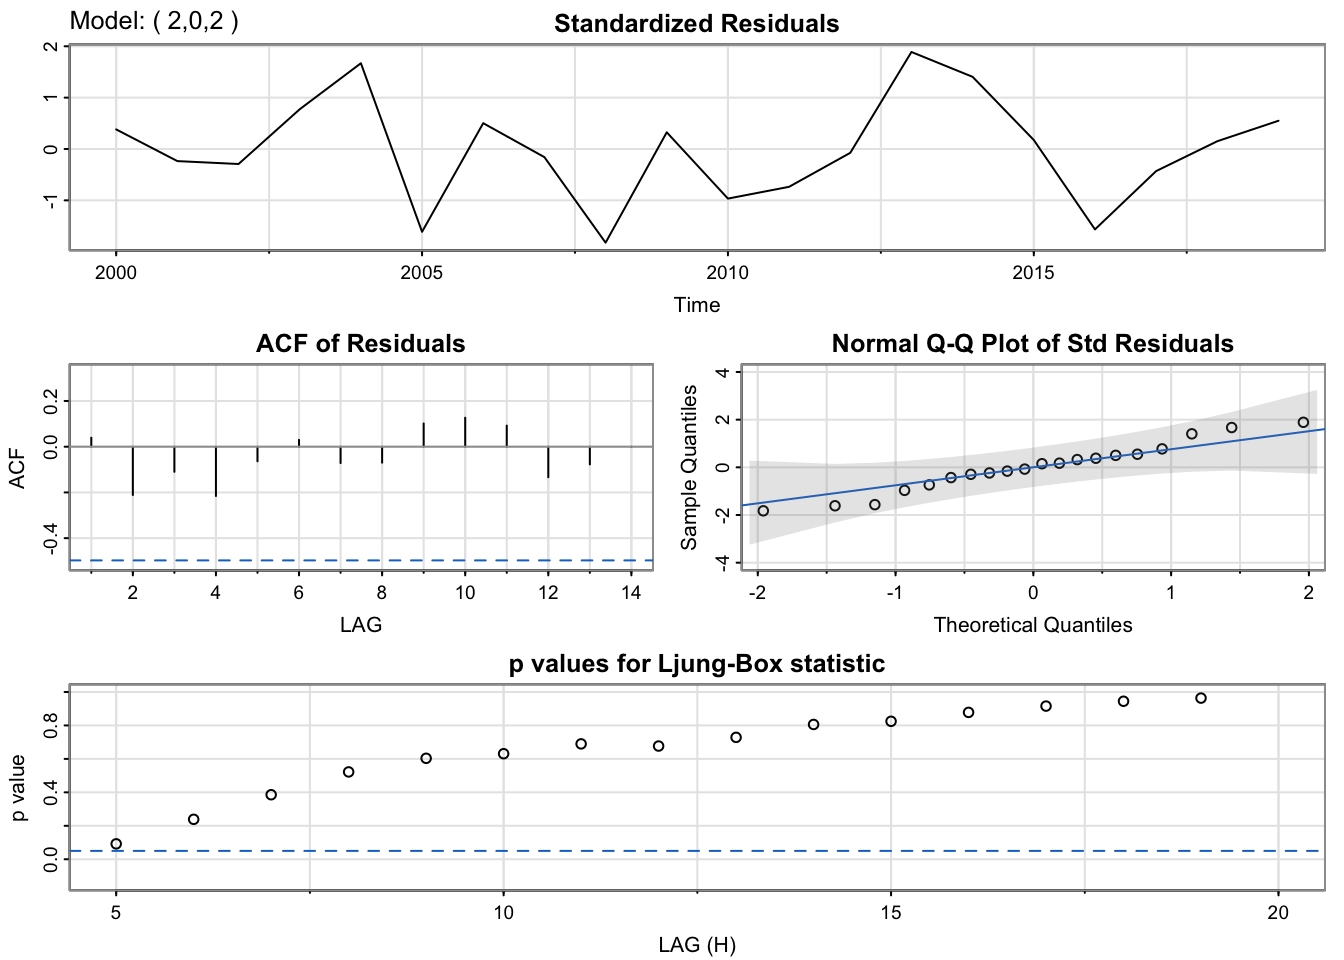 Model: ( 2,0,2 )
Standardized Residuals
2
1
0
-1
2000 2005 2010 2015
Time
ACF of Residuals
0.2
0.0
-0.4
ACF
2 4 6 8 10 12 14
LAG
Normal Q-Q Plot of Std Residuals
4
2
0
-2
-4
Sample Quantiles
-2 -1 0 1 2
Theoretical Quantiles
p values for Ljung-Box statistic
0.8
0.4
0.0
p value
5 10 15 20
LAG (H)